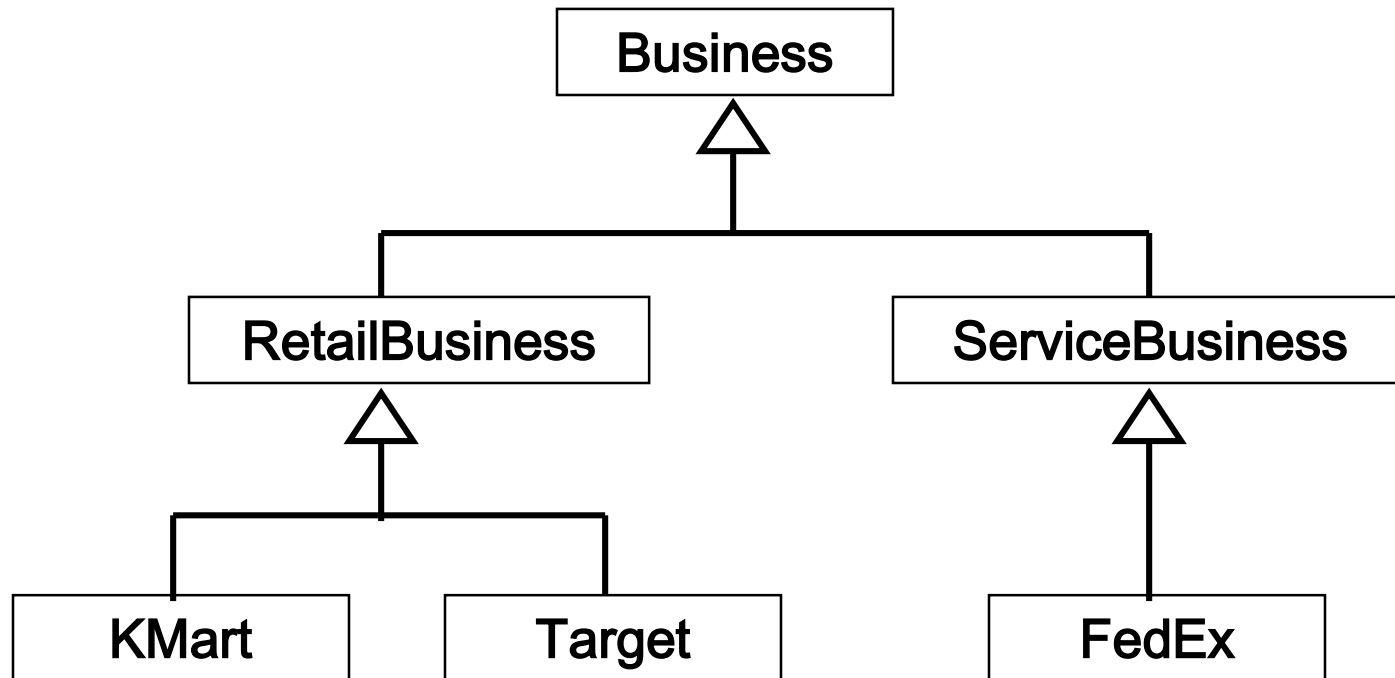 Business
RetailBusiness
ServiceBusiness
KMart
Target
FedEx